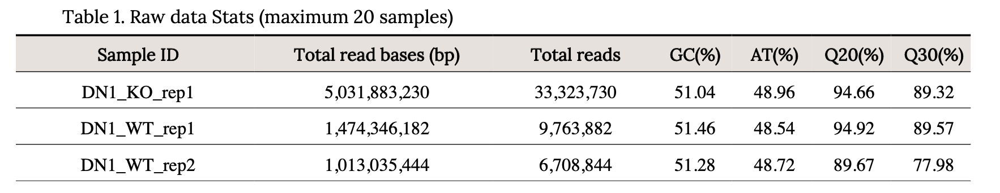 Table 1. Raw data Stats (maximum 20 samples)
Sample ID Total read bases (bp) Total reads GC(%) AT(%) Q20(%) Q30(%)
DN1_KO_rep1 5,031,883,230 33,323,730 51.04 48.96 94.66 89.32
DN1_WT_rep1 1,474,346,182 9,763,882 51.46 48.54 94.92 89.57
DN1_WT_rep2 1,013,035,444 6,708,844 51.28 48.72 89.67 77.98